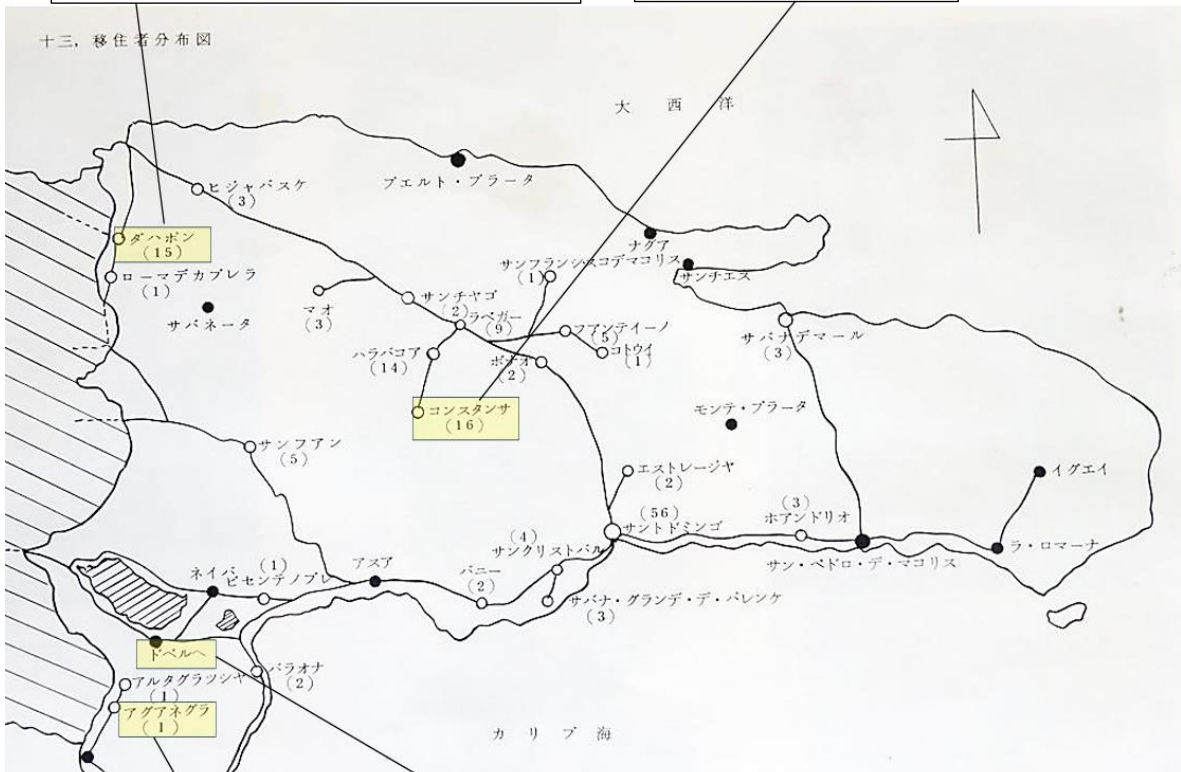 十三，移住者分布図
大西洋
ヒジャバスケ
(3)
プエルト・プラータ
ダハボン
(15)
ナグア
ローマデカブレラ
(1)
サンフランシスコデマコリス
(1)
サンチエス
サバネータ
マオ
(3)
サンチヤゴ
(2)
ラベガー
(9)
フアンテイーノ
(5)
サバナデマール
(3)
ハラバコア
(14)
ボナオ
(2)
コトウイ
(1)
コンスタンサ
(16)
モンテ・プラータ
サンフアン
(5)
エストレージヤ
(2)
イグエイ
(56)
サントドミンゴ
(3)
ホアンドリオ
(4)
サンクリストバル
ラ・ロマーナ
サン・ペドロ・デ・マコリス
ネイバ
(1)
ビセンテノブレ
アスア
バニー
(2)
サバナ・グランデ・デ・パレンケ
(3)
ドベルヘ
バラオナ
(2)
アルタグラツシヤ
(1)
アグアネグラ
(1)
カリブ海